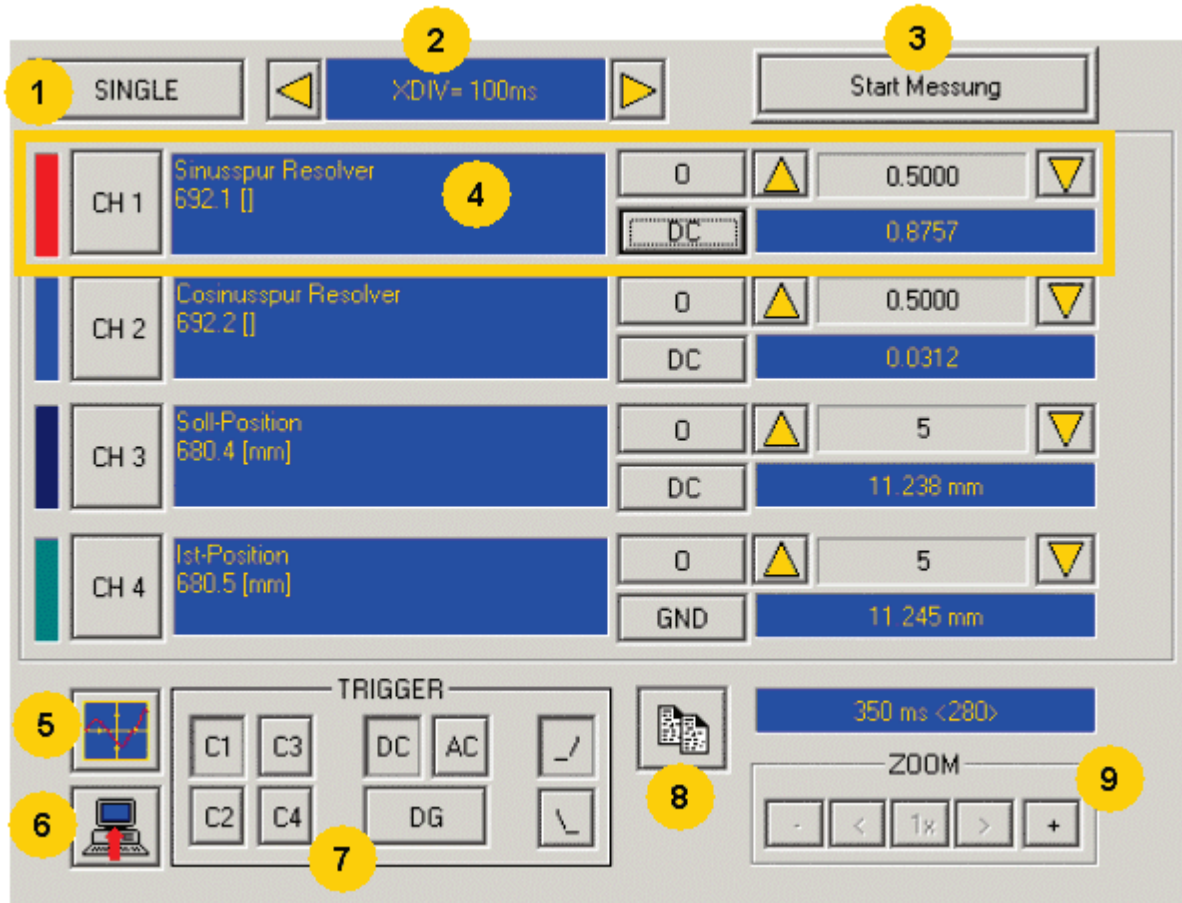 2
3
1
SINGLE
XDIV= 100ms
Start Messung
CH 1
Sinusspur Resolver
692.1 []
4
0
0.5000
DC
0.8757
CH 2
Cosinusspur Resolver
692.2 []
0
0.5000
DC
0.0312
CH 3
Soll-Position
680.4 [mm]
0
5
DC
11.238 mm
CH 4
Ist-Position
680.5 [mm]
0
5
GND
11.245 mm
5
6
TRIGGER
C1
C3
DC
AC
_/
C2
C4
DG
\_
7
8
350 ms <280>
ZOOM
9
-
<
1x
>
+